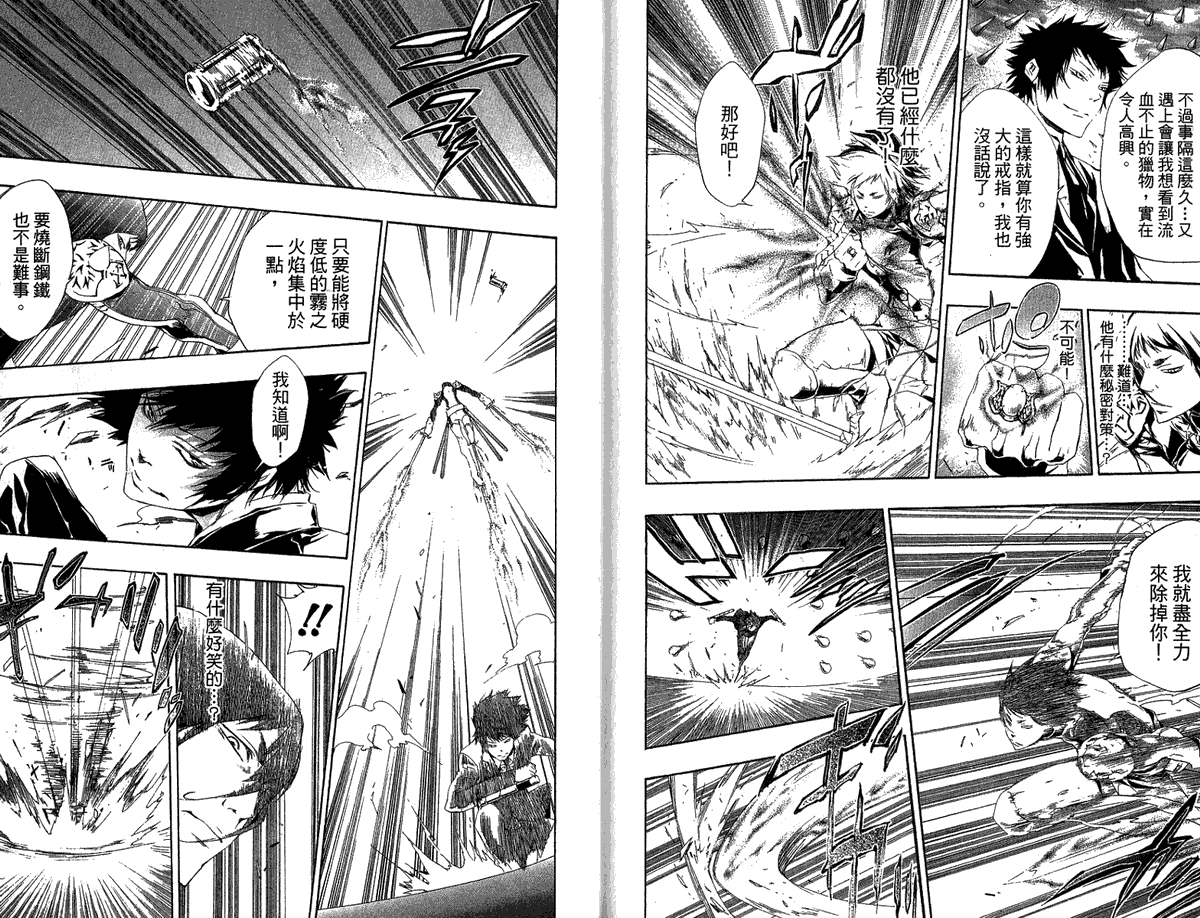 不過事隔這麼久…又
遇上會讓我想看到流
血不止的獵物，實在
令人高興。
這樣就算你有強
大的戒指，我也
沒話說了。
………難道…
他有什麼秘密對策…？
不可能！
他已經什麼
都沒有了
那好吧！
我就盡全力
來除掉你！
只要能將硬
度低的霧之
火焰集中於
一點，
要燒斷鋼鐵
也不是難事。
我知道啊！
!!
有什麼好笑的…？